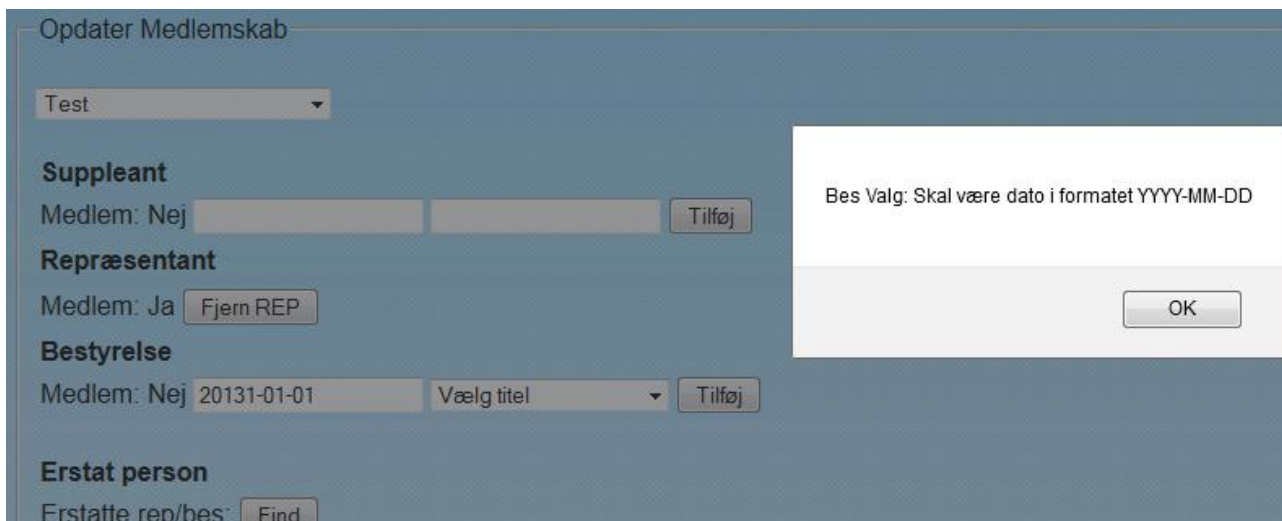 Opdater Medlemskab
Test
Suppleant
Medlem: Nej Tilføj
Repræsentant
Medlem: Ja Fjern REP
Bestyrelse
Medlem: Nej 20131-01-01 Vælg titel Tilføj
Erstat person
Erstatte rep/bes: Find
Bes Valg: Skal være dato i formatet YYYY-MM-DD
OK